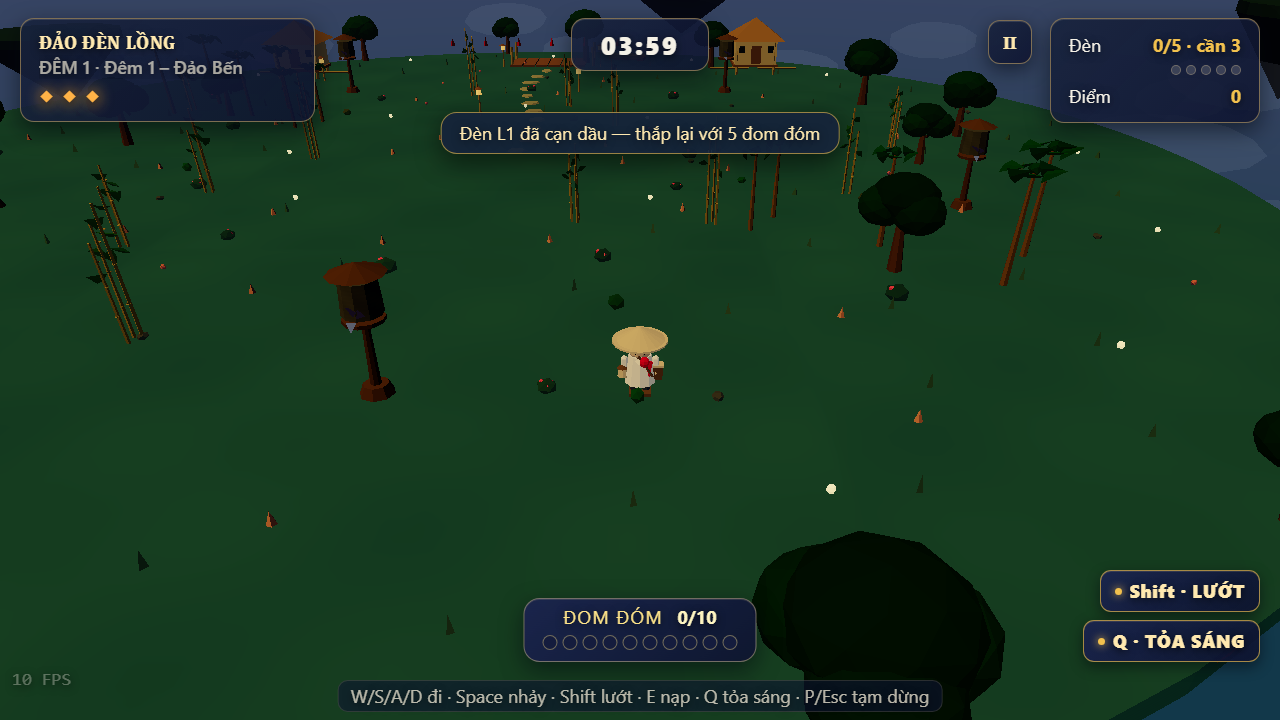 ĐẢO ĐÈN LỒNG
ĐÊM 1 · Đêm 1 – Đảo Bến
03:59
II
Đèn 0/5 · cần 3
Điểm 0
Đèn L1 đã cạn dầu — thắp lại với 5 đom đóm
Shift · LƯỚT
Q · TỎA SÁNG
ĐOM ĐÓM 0/10
10 FPS
W/S/A/D đi · Space nhảy · Shift lướt · E nạp · Q tỏa sáng · P/Esc tạm dừng